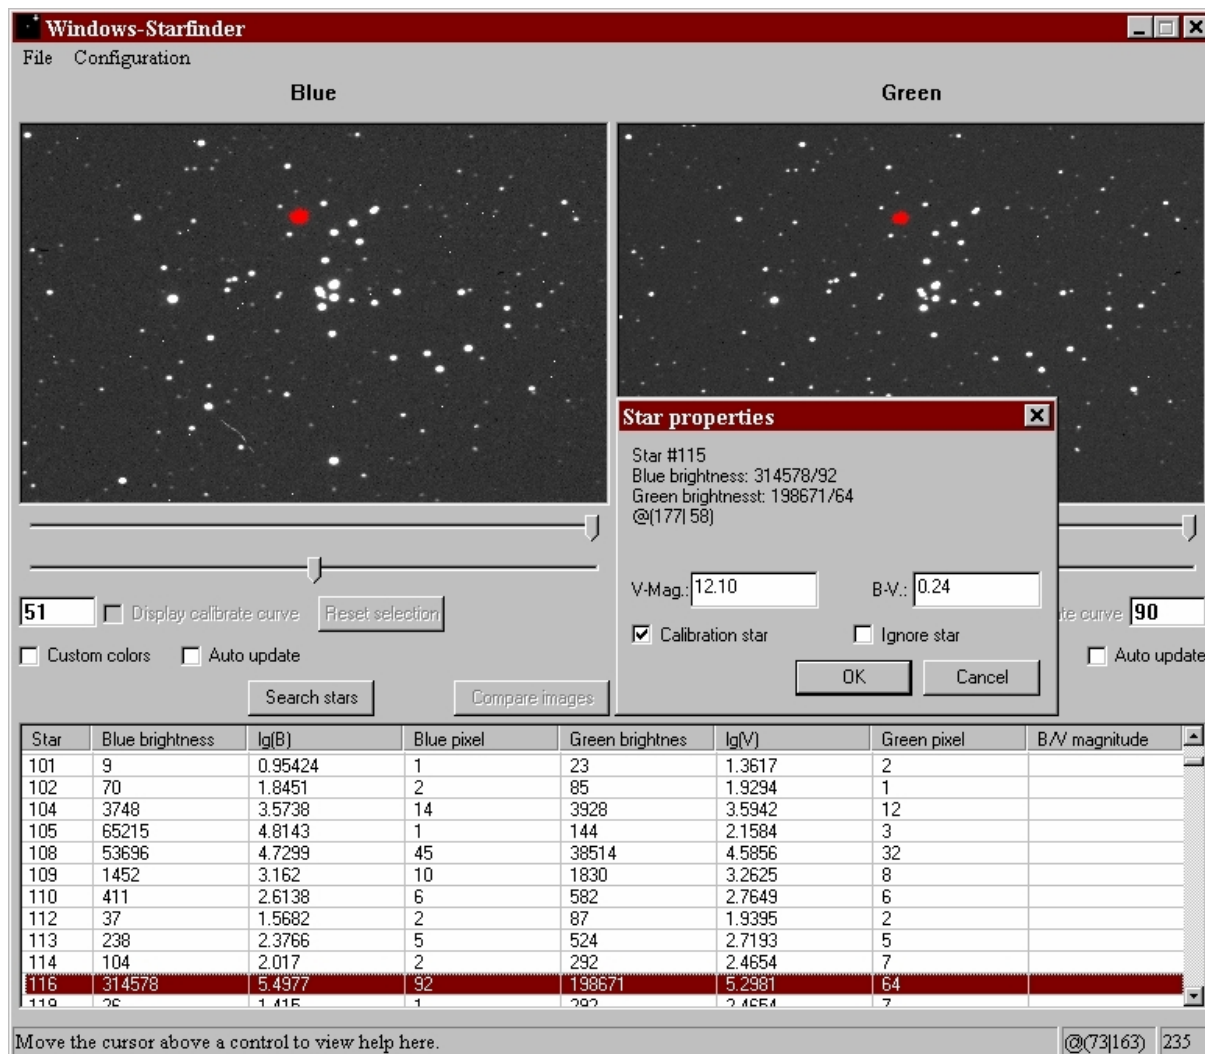 Windows-Starfinder
File Configuration
Blue Green
Star properties
Star #115
Blue brightness: 314578/92
Green brightnesst: 198671/64
@(177| 58)
V-Mag.: 12.10 B-V.: 0.24
Calibration star Ignore star
OK Cancel
51 Display calibrate curve Reset selection
te curve 90
Custom colors Auto update
Auto update
Search stars Compare images
Star Blue brightness lg(B) Blue pixel Green brightnes lg(V) Green pixel B/V magnitude
101 9 0.95424 1 23 1.3617 2
102 70 1.8451 2 85 1.9294 1
104 3748 3.5738 14 3928 3.5942 12
105 65215 4.8143 1 144 2.1584 3
108 53696 4.7299 45 38514 4.5856 32
109 1452 3.162 10 1830 3.2625 8
110 411 2.6138 6 582 2.7649 6
112 37 1.5682 2 87 1.9395 2
113 238 2.3766 5 524 2.7193 5
114 104 2.017 2 292 2.4654 7
116 314578 5.4977 92 198671 5.2981 64
119 26 1.415 1 292 2.4654 7
Move the cursor above a control to view help here. @(73|163) 235